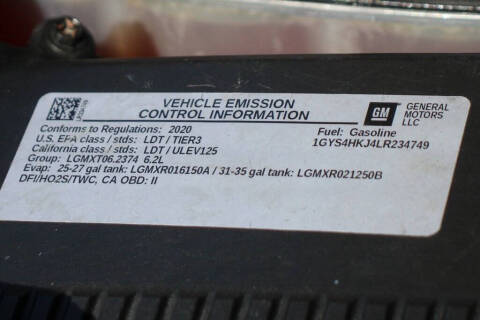 VEHICLE EMISSION
CONTROL INFORMATION
GM
GENERAL
MOTORS
LLC
Conforms to Regulations: 2020
Fuel: Gasoline
U.S. EPA class / stds: LDT / TIER3
1GYS4HKJ4LR234749
California class / stds: LDT / ULEV125
Group: LGMXT06.2374 6.2L
Evap: 25-27 gal tank: LGMXR016150A / 31-35 gal tank: LGMXR021250B
DFI/HO2S/TWC, CA OBD: II